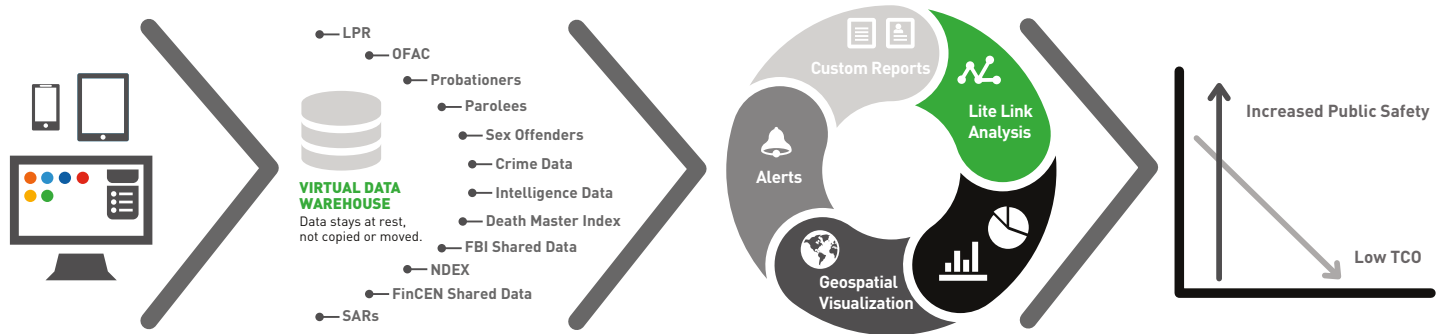 LPR
OFAC
Probationers
Parolees
Sex Offenders
Crime Data
Intelligence Data
Death Master Index
FBI Shared Data
NDEX
FinCEN Shared Data
SARs
VIRTUAL DATA
WAREHOUSE
Data stays at rest,
not copied or moved.
Custom Reports
Lite Link
Analysis
Alerts
Geospatial
Visualization
Increased Public Safety
Low TCO